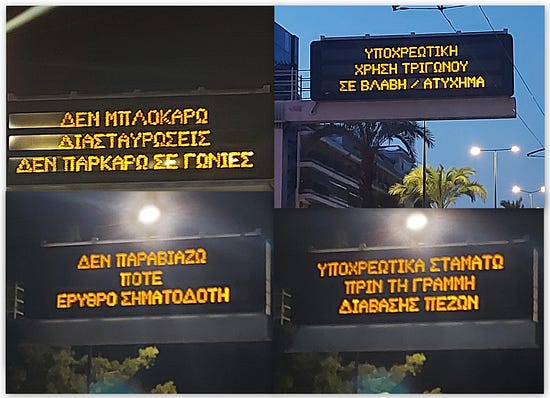 ΔΕΝ ΜΠΛΟΚΑΡΩ
ΔΙΑΣΤΑΥΡΩΣΕΙΣ
ΔΕΝ ΠΑΡΚΑΡΩ ΣΕ ΓΩΝΙΕΣ
ΥΠΟΧΡΕΩΤΙΚΗ
ΧΡΗΣΗ ΤΡΙΓΩΝΟΥ
ΣΕ ΒΛΑΒΗ / ΑΤΥΧΗΜΑ
ΔΕΝ ΠΑΡΑΒΙΑΖΩ
ΠΟΤΕ
ΕΡΥΘΡΟ ΣΗΜΑΤΟΔΟΤΗ
ΥΠΟΧΡΕΩΤΙΚΑ ΣΤΑΜΑΤΩ
ΠΡΙΝ ΤΗ ΓΡΑΜΜΗ
ΔΙΑΒΑΣΗΣ ΠΕΖΩΝ